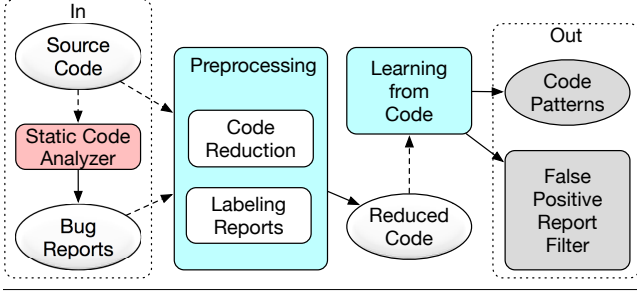 In
Source
Code
Static Code
Analyzer
Bug
Reports
Preprocessing
Code
Reduction
Labeling
Reports
Learning
from
Code
Reduced
Code
Out
Code
Patterns
False
Positive
Report
Filter